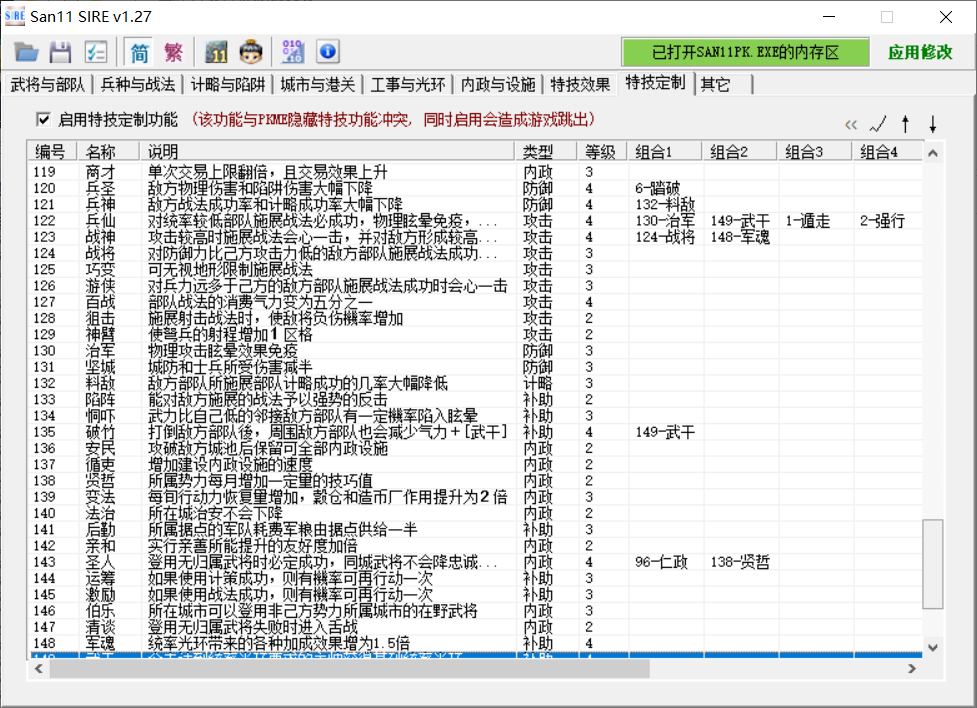 San11 SIRE v1.27
简 繁 已打开SAN11PK.EXE的内存区 应用修改
武将与部队 兵种与战法 计略与陷阱 城市与港关 工事与光环 内政与设施 特技效果 特技定制 其它
启用特技定制功能 (该功能与PKME隐藏特技功能冲突, 同时启用会造成游戏跳出)
编号 名称 说明 类型 等级 组合1 组合2 组合3 组合4
119 商才 单次交易上限翻倍, 且交易效果上升 内政 3
120 兵圣 敌方物理伤害和陷阱伤害大幅下降 防御 4 6-踏破
121 兵神 敌方战法成功率和计略成功率大幅下降 防御 4 132-料敌
122 兵仙 对统率较低部队施展战法必成功, 物理眩晕免疫, ... 攻击 4 130-治军 149-武干 1-遁走 2-强行
123 战神 攻击较高时施展战法会心一击, 并对敌方形成较高... 攻击 4 124-战将 148-军魂
124 战将 对防御力比己方攻击力低的敌方部队施展战法成功... 攻击 3
125 巧变 可无视地形限制施展战法 攻击 3
126 游侠 对兵力远多于己方的敌方部队施展战法成功时会心一击 攻击 3
127 百战 部队战法的消费气力变为五分之一 攻击 4
128 狙击 施展射击战法时, 使敌将负伤機率增加 攻击 2
129 神臂 使弩兵的射程增加1区格 攻击 2
130 治军 物理攻击眩晕效果免疫 防御 3
131 坚城 城防和士兵所受伤害减半 防御 3
132 料敌 敌方部队所施展部队计略成功的几率大幅降低 计略 3
133 陷阵 能对敌方施展的战法予以强势的反击 补助 2
134 恫吓 武力比自己低的邻接敌方部队有一定機率陷入眩晕 补助 3
135 破竹 打倒敌方部队後, 周围敌方部队也会减少气力+[武干] 补助 4 149-武干
136 安民 攻破敌方城池后保留可全部内政设施 内政 2
137 循吏 增加建设内政设施的速度 内政 2
138 贤哲 所属势力每月增加一定量的技巧值 内政 2
139 变法 每旬行动力恢复量增加, 穀仓和造币厂作用提升为2倍 内政 3
140 法治 所在城治安不会下降 内政 2
141 后勤 所属据点的军队耗费军粮由据点供给一半 补助 3
142 亲和 实行亲善所能提升的友好度加倍 内政 2
143 圣人 登用无归属武将时必定成功, 同城武将不会降忠诚... 内政 4 96-仁政 138-贤哲
144 运筹 如果使用计策成功, 则有機率可再行动一次 补助 3
145 激励 如果使用战法成功, 则有機率可再行动一次 补助 3
146 伯乐 所在城市可以登用非己方势力所属城市的在野武将 内政 3
147 清谈 登用无归属武将失败时进入舌战 内政 2
148 军魂 统率光环带来的各种加成效果增为1.5倍 补助 4